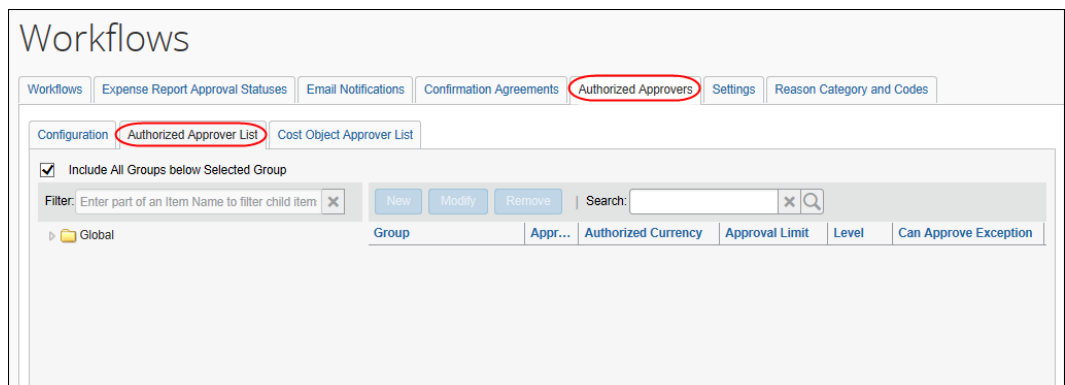 Workflows
Workflows Expense Report Approval Statuses Email Notifications Confirmation Agreements Authorized Approvers Settings Reason Category and Codes
Configuration Authorized Approver List Cost Object Approver List
Include All Groups below Selected Group
Filter: Enter part of an Item Name to filter child item New Modify Remove | Search:
Global Group Appr... Authorized Currency Approval Limit Level Can Approve Exception